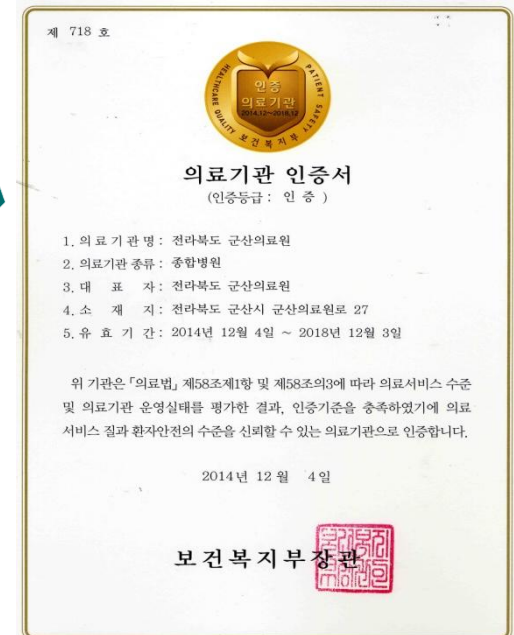 제 718 호
HEALTHCARE QUALITY
PATIENT SAFETY
인증
의료기관
2014.12~2018.12
보건복지부
의료기관 인증서
(인증등급 : 인 증 )
1. 의 료 기 관 명 : 전라북도 군산의료원
2. 의료기관 종류 : 종합병원
3. 대 표 자 : 전라북도 군산의료원
4. 소 재 지 : 전라북도 군산시 군산의료원로 27
5. 유 효 기 간 : 2014년 12월 4일 ~ 2018년 12월 3일
위 기관은 「의료법」 제58조제1항 및 제58조의3에 따라 의료서비스 수준
및 의료기관 운영실태를 평가한 결과, 인증기준을 충족하였기에 의료
서비스 질과 환자안전의 수준을 신뢰할 수 있는 의료기관으로 인증합니다.
2014년 12 월 4 일
보건복지부장관